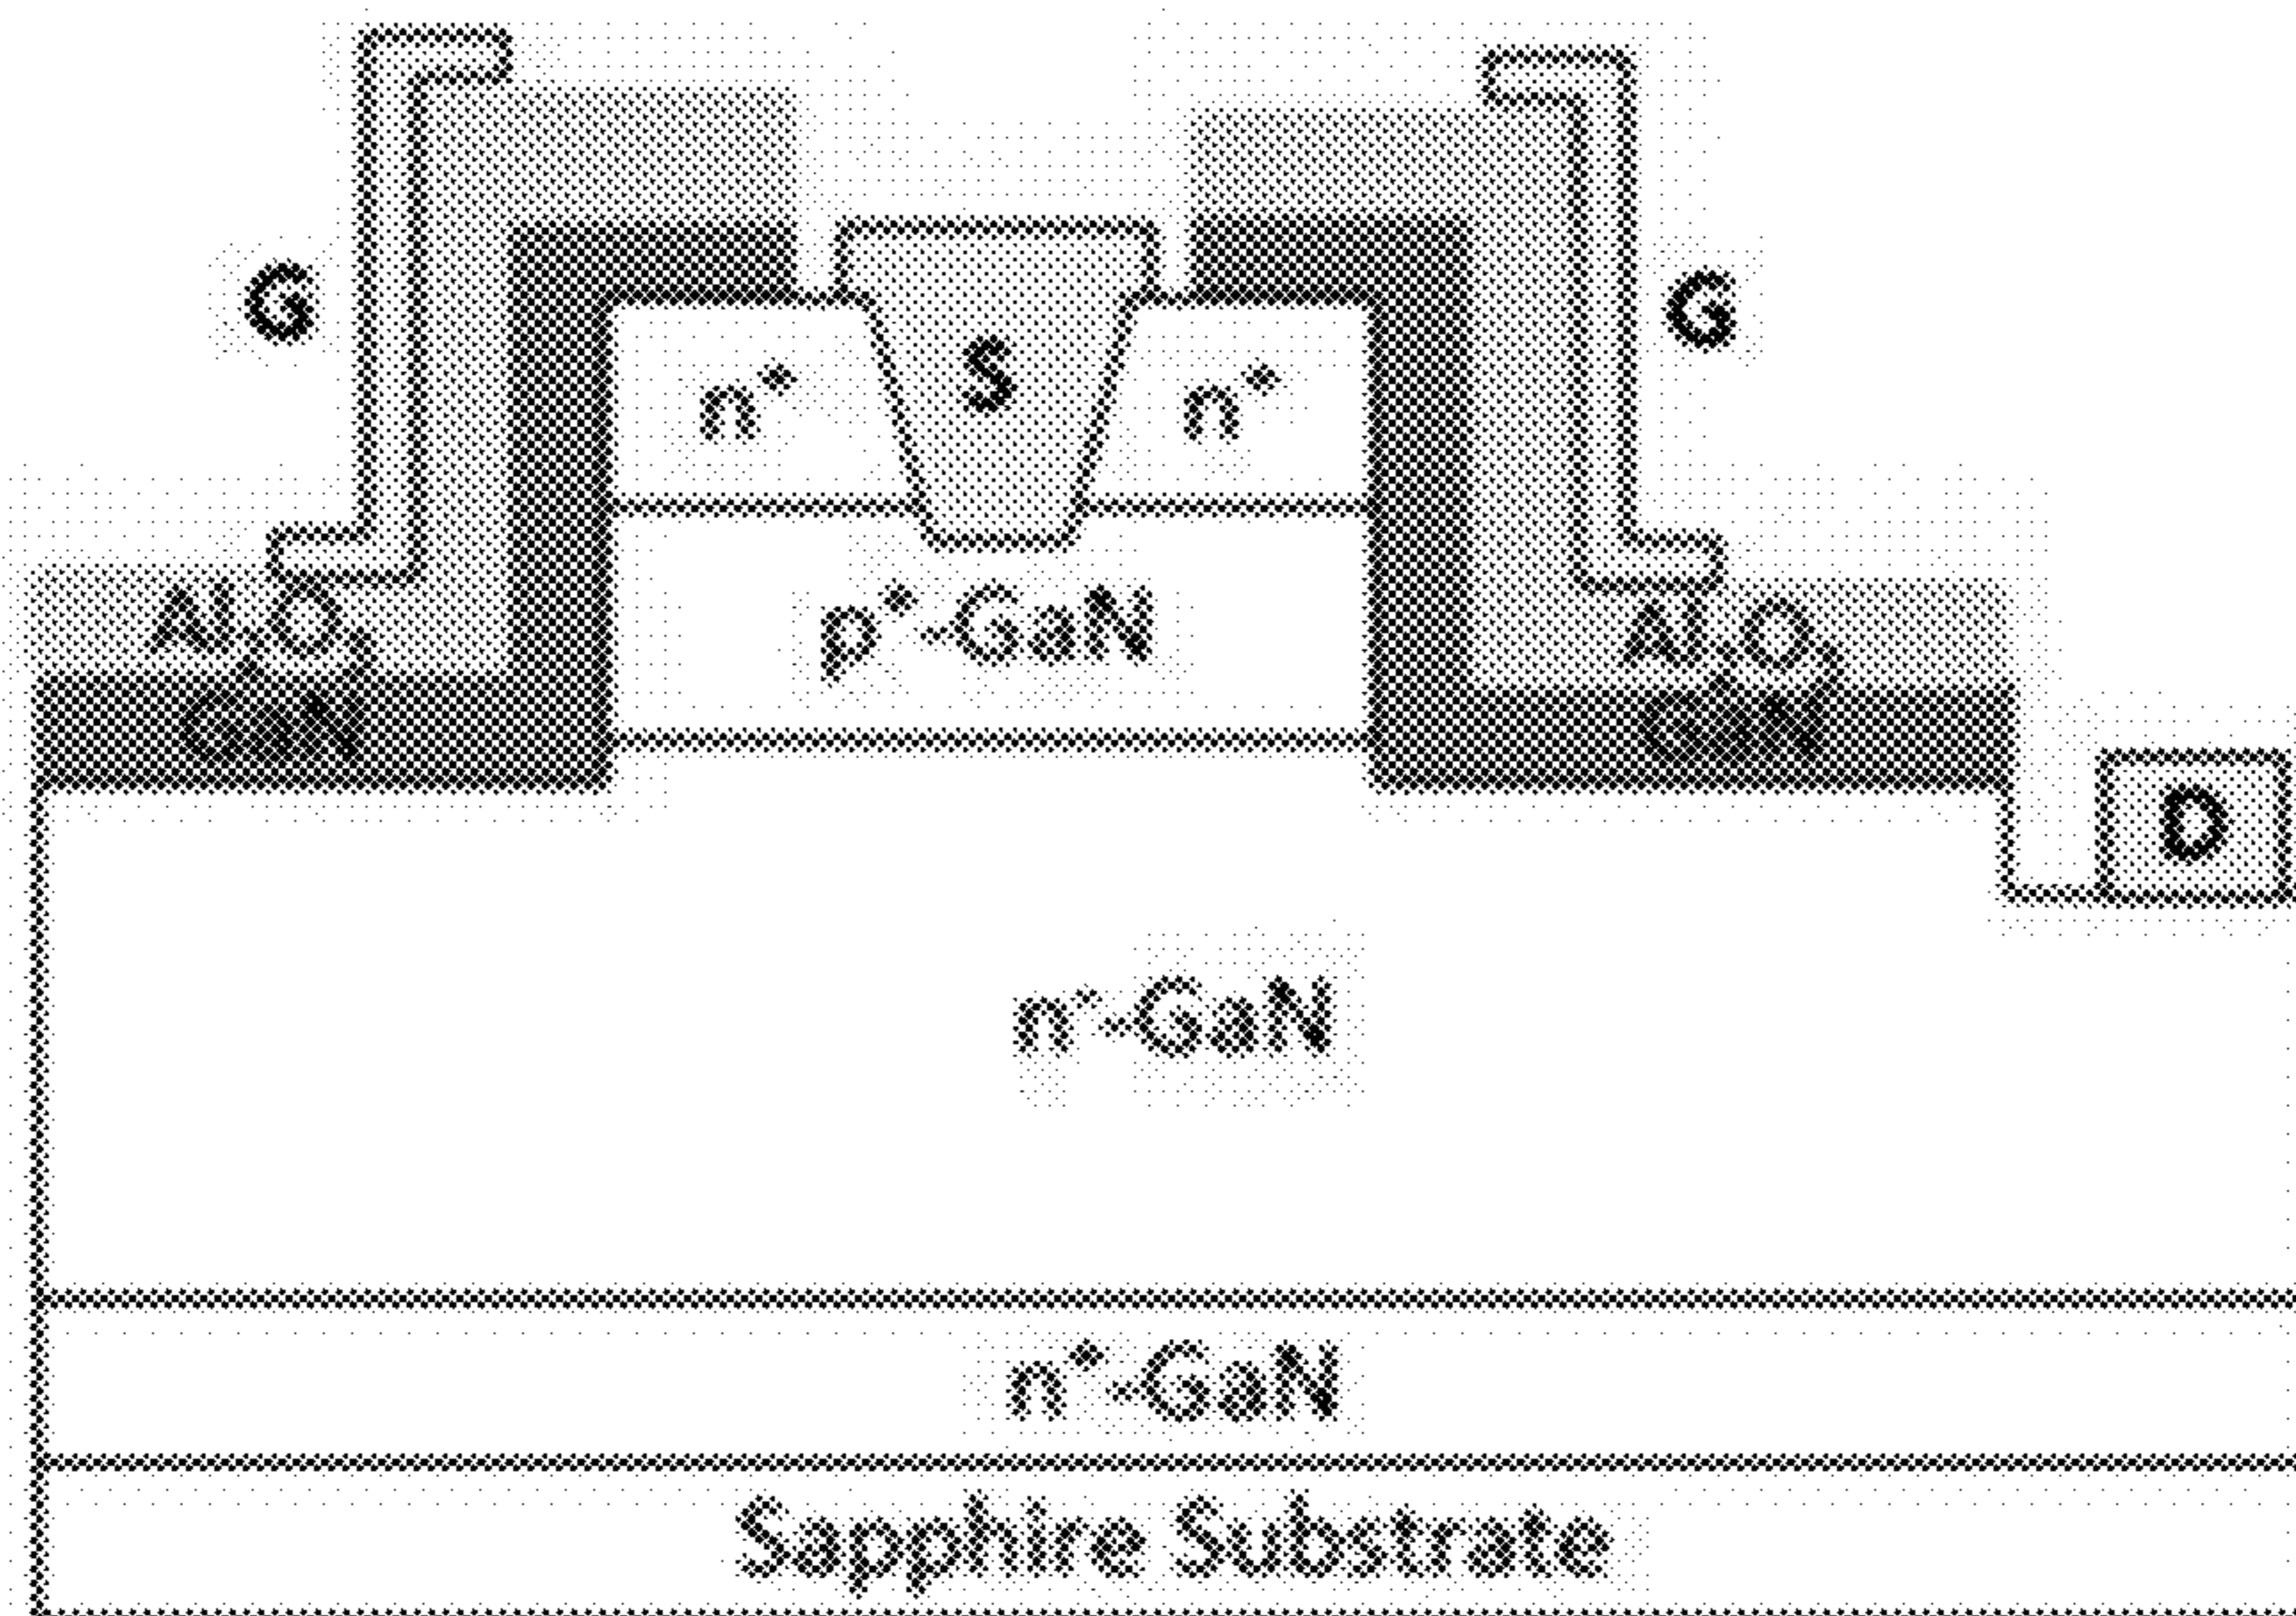 G
G
n⁺
S
n⁺
Al₂O₃
p⁺-GaN
Al₂O₃
GaN
GaN
D
n⁻-GaN
n⁺-GaN
Sapphire Substrate